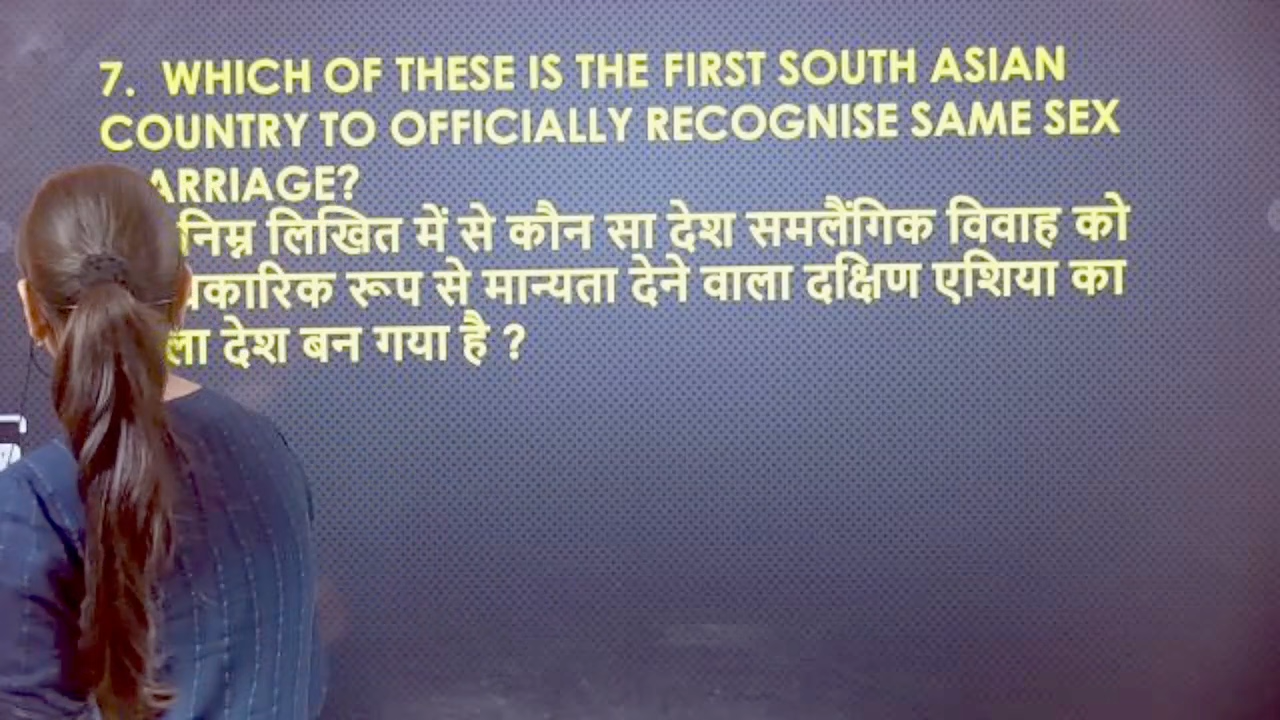 7. WHICH OF THESE IS THE FIRST SOUTH ASIAN
COUNTRY TO OFFICIALLY RECOGNISE SAME SEX
ARRIAGE?
निम्न लिखित में से कौन सा देश समलैंगिक विवाह को
रूप से मान्यता देने वाला दक्षिण एशिया का
देश बन गया है ?